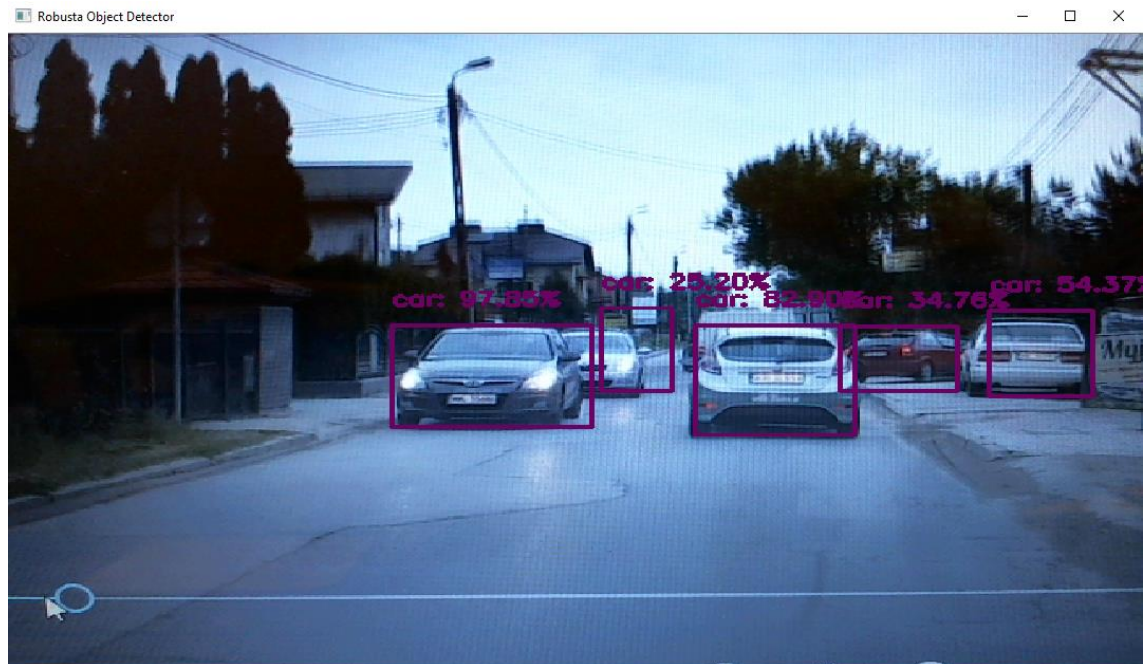 Robusta Object Detector
car: 25.20%
car: 97.85%
car: 82.90%
car: 34.76%
car: 54.37%